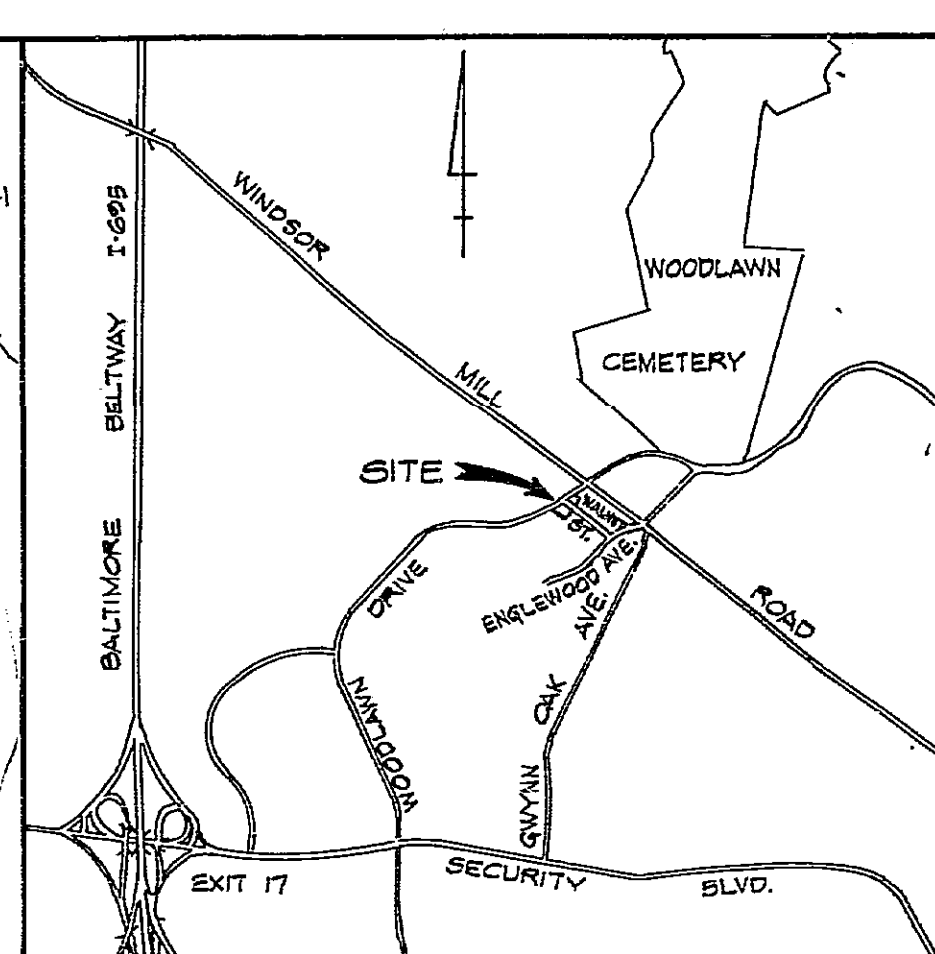 WINDSOR
MILL
ROAD
BALTIMORE BELTWAY I-695
WOODLAWN
CEMETERY
SITE
WALNUT
ST.
ENGLEWOOD AVE.
WOODLAWN DRIVE
GWYNN OAK AVE.
EXIT 17
SECURITY BLVD.